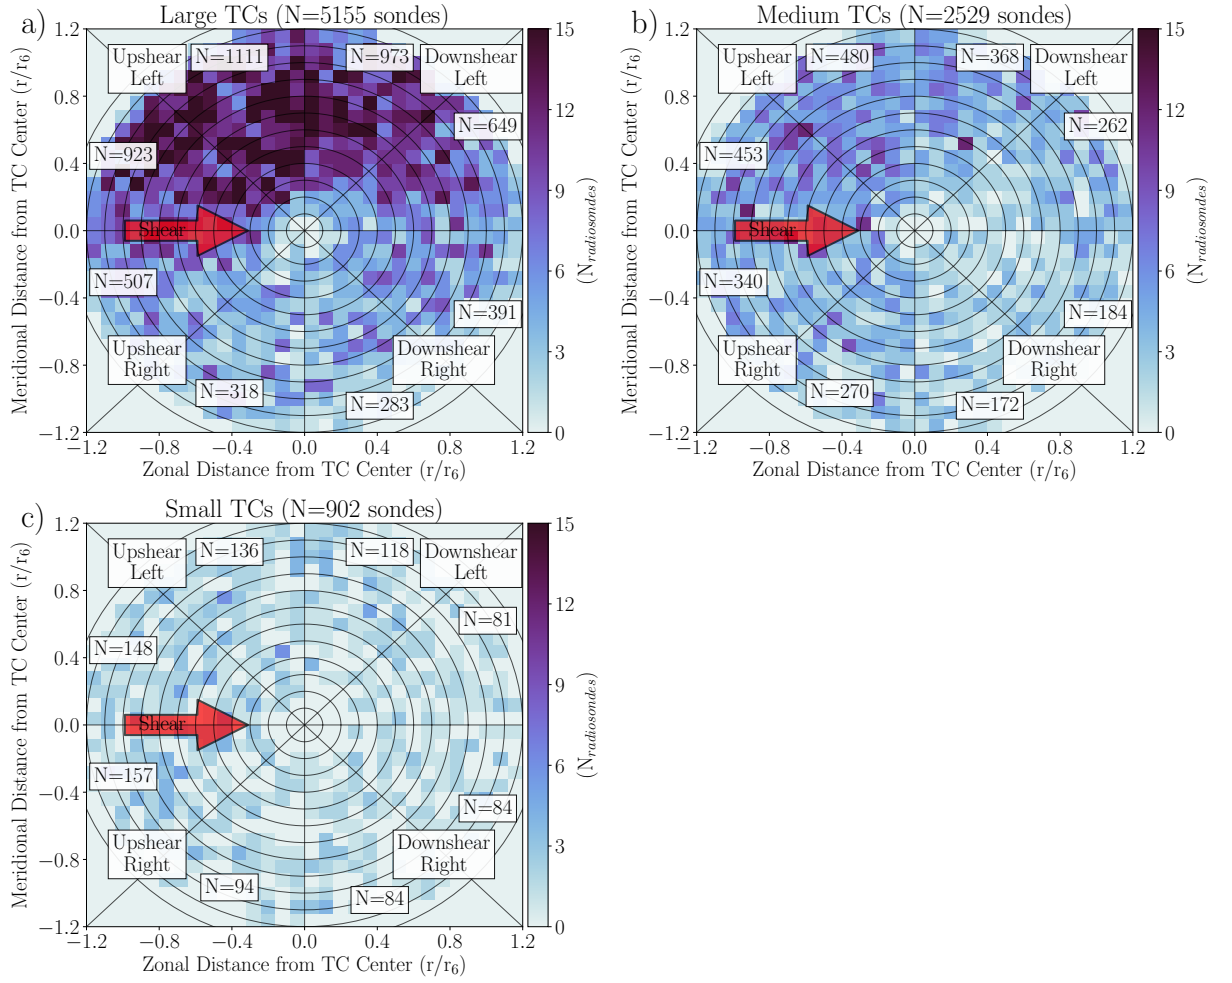 a)
Large TCs (N=5155 sondes)
Meridional Distance from TC Center (r/r₆)
1.2
0.8
0.4
0.0
−0.4
−0.8
−1.2
Upshear
Left
N=1111
N=973
Downshear
Left
N=649
N=923
Shear
N=507
N=391
Upshear
Right
Downshear
Right
N=318
N=283
−1.2
−0.8
−0.4
0.0
0.4
0.8
1.2
Zonal Distance from TC Center (r/r₆)
15
12
9
6
3
0
(N_radiosondes)
b)
Medium TCs (N=2529 sondes)
Meridional Distance from TC Center (r/r₆)
1.2
0.8
0.4
0.0
−0.4
−0.8
−1.2
Upshear
Left
N=480
N=368
Downshear
Left
N=262
N=453
Shear
N=340
N=184
Upshear
Right
Downshear
Right
N=270
N=172
−1.2
−0.8
−0.4
0.0
0.4
0.8
1.2
Zonal Distance from TC Center (r/r₆)
15
12
9
6
3
0
(N_radiosondes)
c)
Small TCs (N=902 sondes)
Meridional Distance from TC Center (r/r₆)
1.2
0.8
0.4
0.0
−0.4
−0.8
−1.2
Upshear
Left
N=136
N=118
Downshear
Left
N=81
N=148
Shear
N=157
N=84
Upshear
Right
Downshear
Right
N=94
N=84
−1.2
−0.8
−0.4
0.0
0.4
0.8
1.2
Zonal Distance from TC Center (r/r₆)
15
12
9
6
3
0
(N_radiosondes)